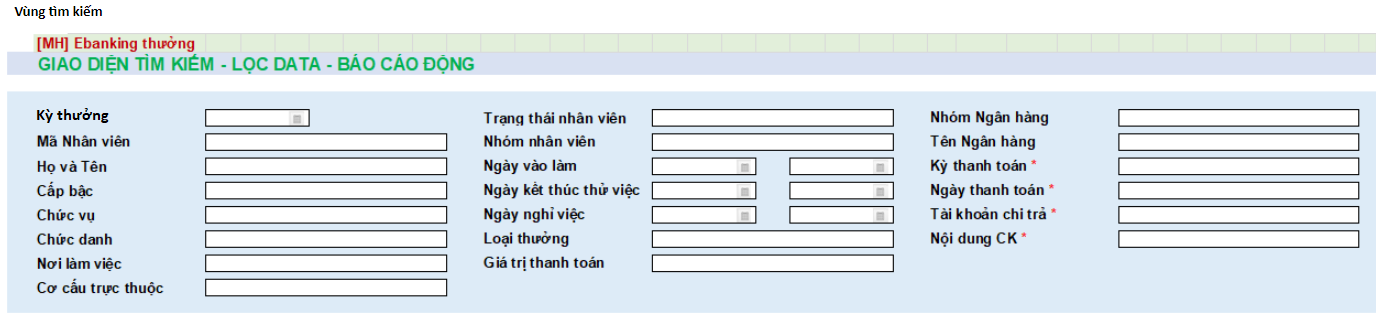 Vùng tìm kiếm
[MH] Ebanking thưởng
GIAO DIỆN TÌM KIẾM - LỌC DATA - BÁO CÁO ĐỘNG
Kỳ thưởng
Mã Nhân viên
Họ và Tên
Cấp bậc
Chức vụ
Chức danh
Nơi làm việc
Cơ cấu trực thuộc
Trạng thái nhân viên
Nhóm nhân viên
Ngày vào làm
Ngày kết thúc thử việc
Ngày nghỉ việc
Loại thưởng
Giá trị thanh toán
Nhóm Ngân hàng
Tên Ngân hàng
Kỳ thanh toán *
Ngày thanh toán *
Tài khoản chi trả *
Nội dung CK *